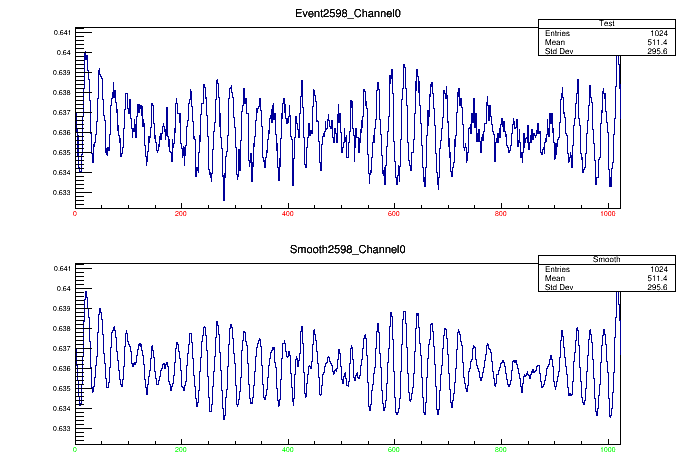 Event2598_Channel0
Test
Entries 1024
Mean 511.4
Std Dev 295.6
0.641
0.64
0.639
0.638
0.637
0.636
0.635
0.634
0.633
0 200 400 600 800 1000
Smooth2598_Channel0
Smooth
Entries 1024
Mean 511.4
Std Dev 295.6
0.641
0.64
0.639
0.638
0.637
0.636
0.635
0.634
0.633
0 200 400 600 800 1000